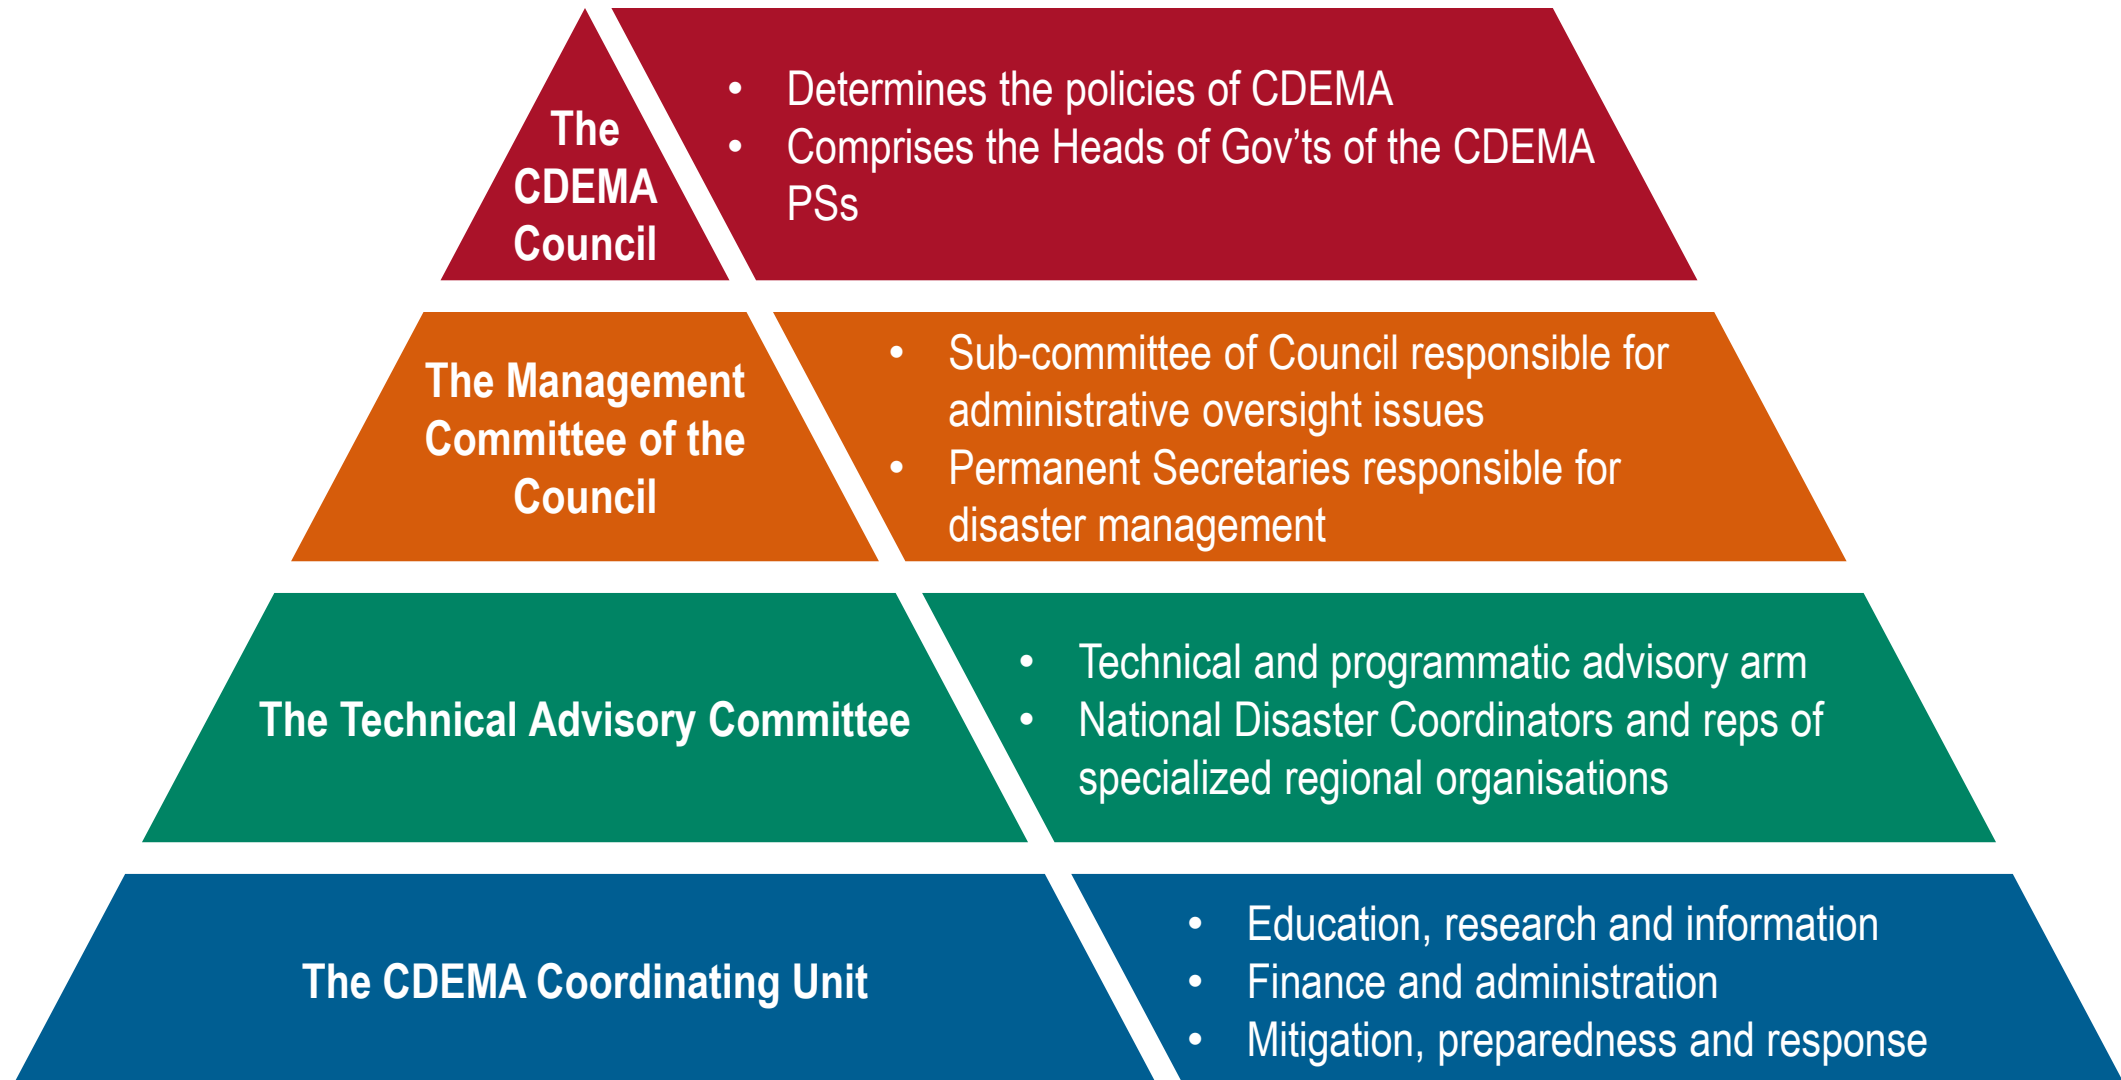 The
CDEMA
Council
• Determines the policies of CDEMA
• Comprises the Heads of Gov’ts of the CDEMA
PSs
The Management
Committee of the
Council
• Sub-committee of Council responsible for
administrative oversight issues
• Permanent Secretaries responsible for
disaster management
The Technical Advisory Committee
• Technical and programmatic advisory arm
• National Disaster Coordinators and reps of
specialized regional organisations
The CDEMA Coordinating Unit
• Education, research and information
• Finance and administration
• Mitigation, preparedness and response